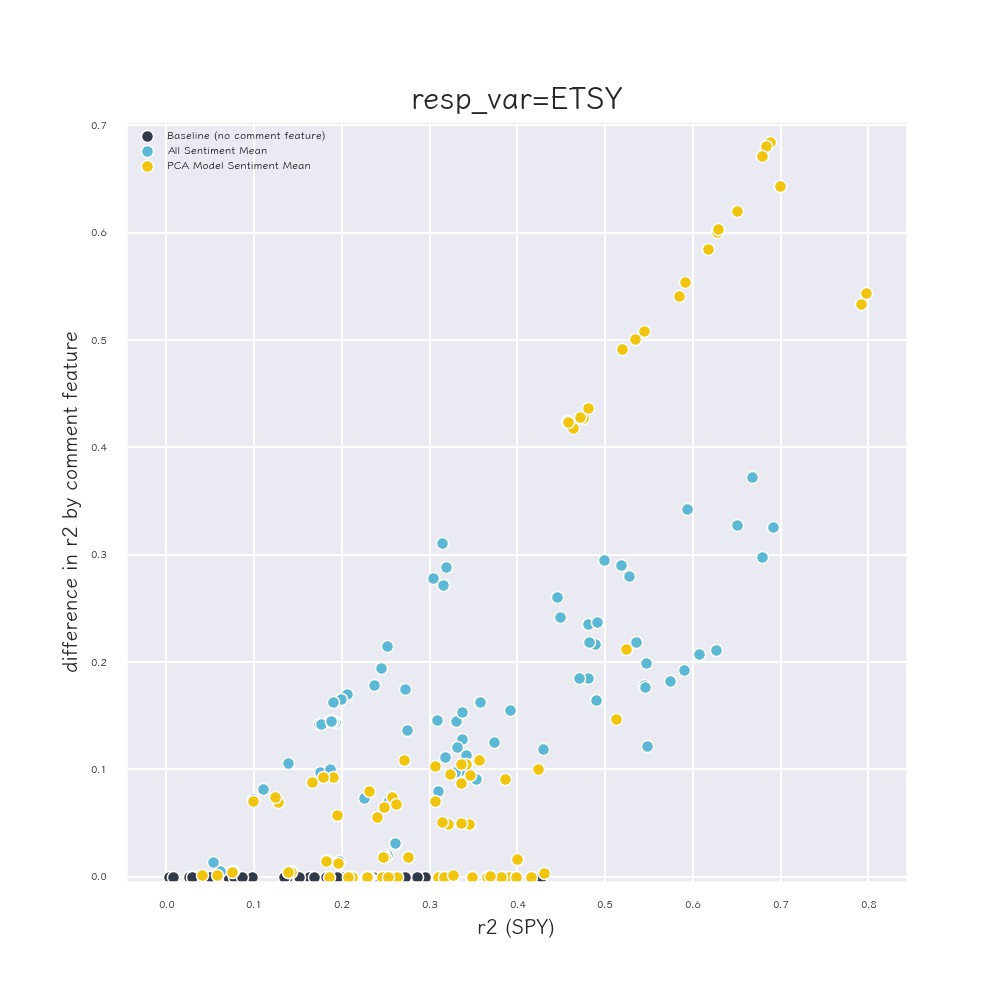 resp_var=ETSY
Baseline (no comment feature)
All Sentiment Mean
PCA Model Sentiment Mean
difference in r2 by comment feature
0.7
0.6
0.5
0.4
0.3
0.2
0.1
0.0
0.0 0.1 0.2 0.3 0.4 0.5 0.6 0.7 0.8
r2 (SPY)